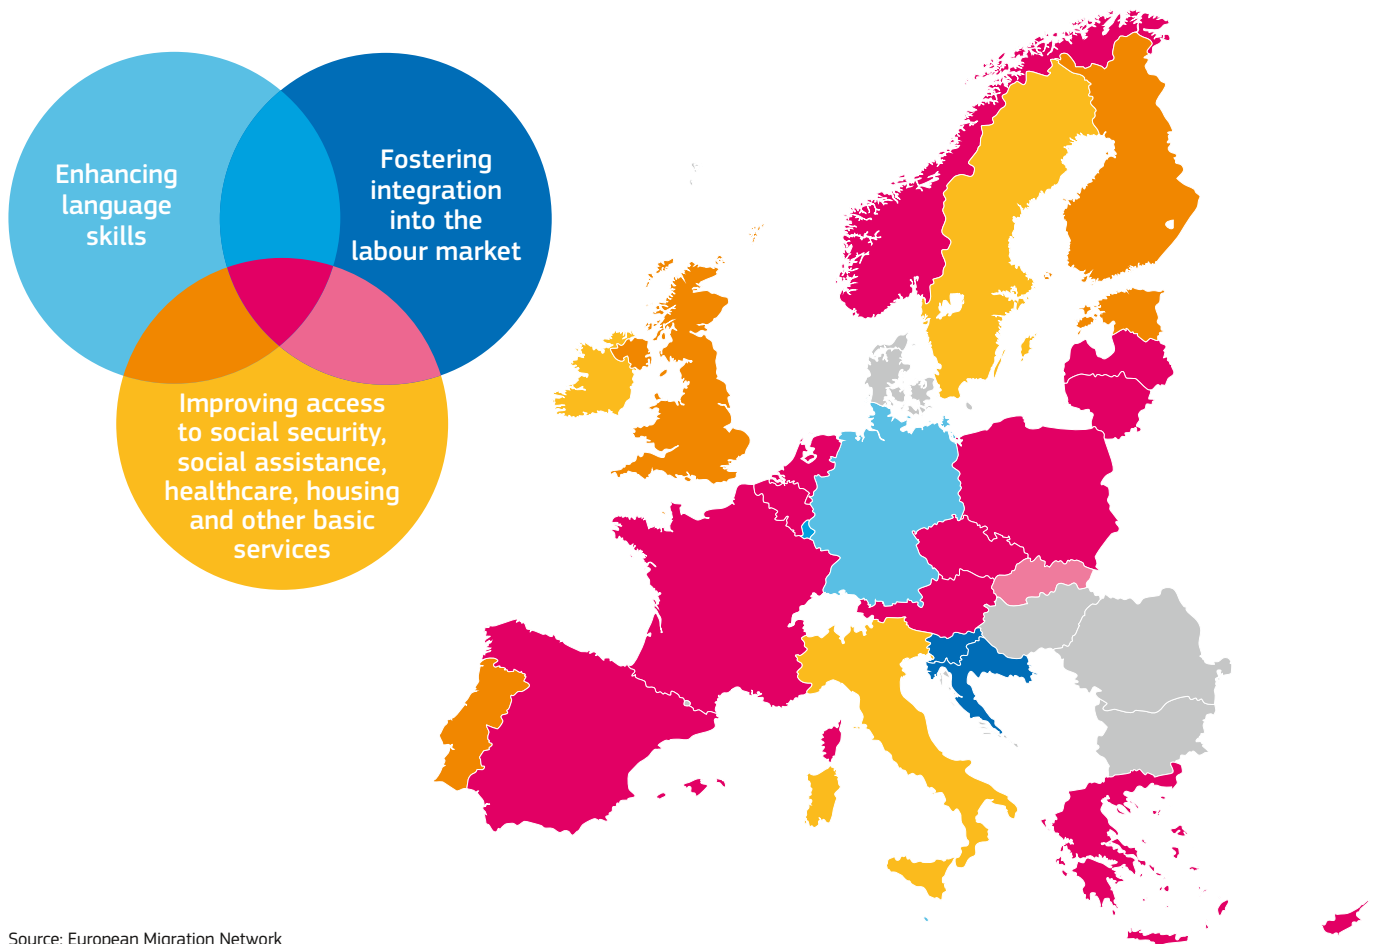 Enhancing
language
skills
Fostering
integration
into the
labour market
Improving access
to social security,
social assistance,
healthcare, housing
and other basic
services
Source: European Migration Network